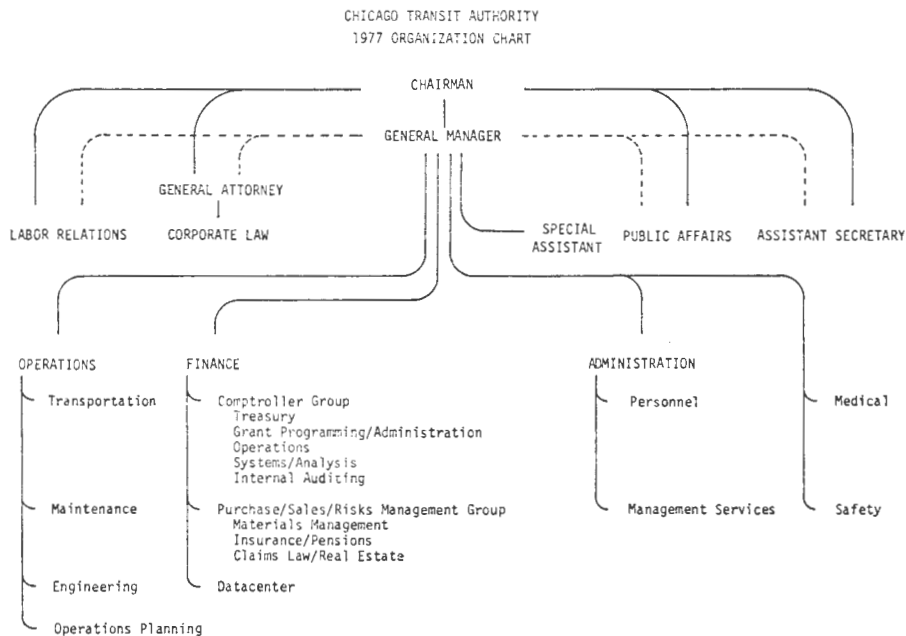 CHICAGO TRANSIT AUTHORITY
1977 ORGANIZATION CHART
CHAIRMAN
GENERAL MANAGER
GENERAL ATTORNEY
LABOR RELATIONS
CORPORATE LAW
SPECIAL
ASSISTANT
PUBLIC AFFAIRS
ASSISTANT SECRETARY
OPERATIONS
Transportation
Maintenance
Engineering
Operations Planning
FINANCE
Comptroller Group
Treasury
Grant Programming/Administration
Operations
Systems/Analysis
Internal Auditing
Purchase/Sales/Risks Management Group
Materials Management
Insurance/Pensions
Claims Law/Real Estate
Datacenter
ADMINISTRATION
Personnel
Management Services
Medical
Safety